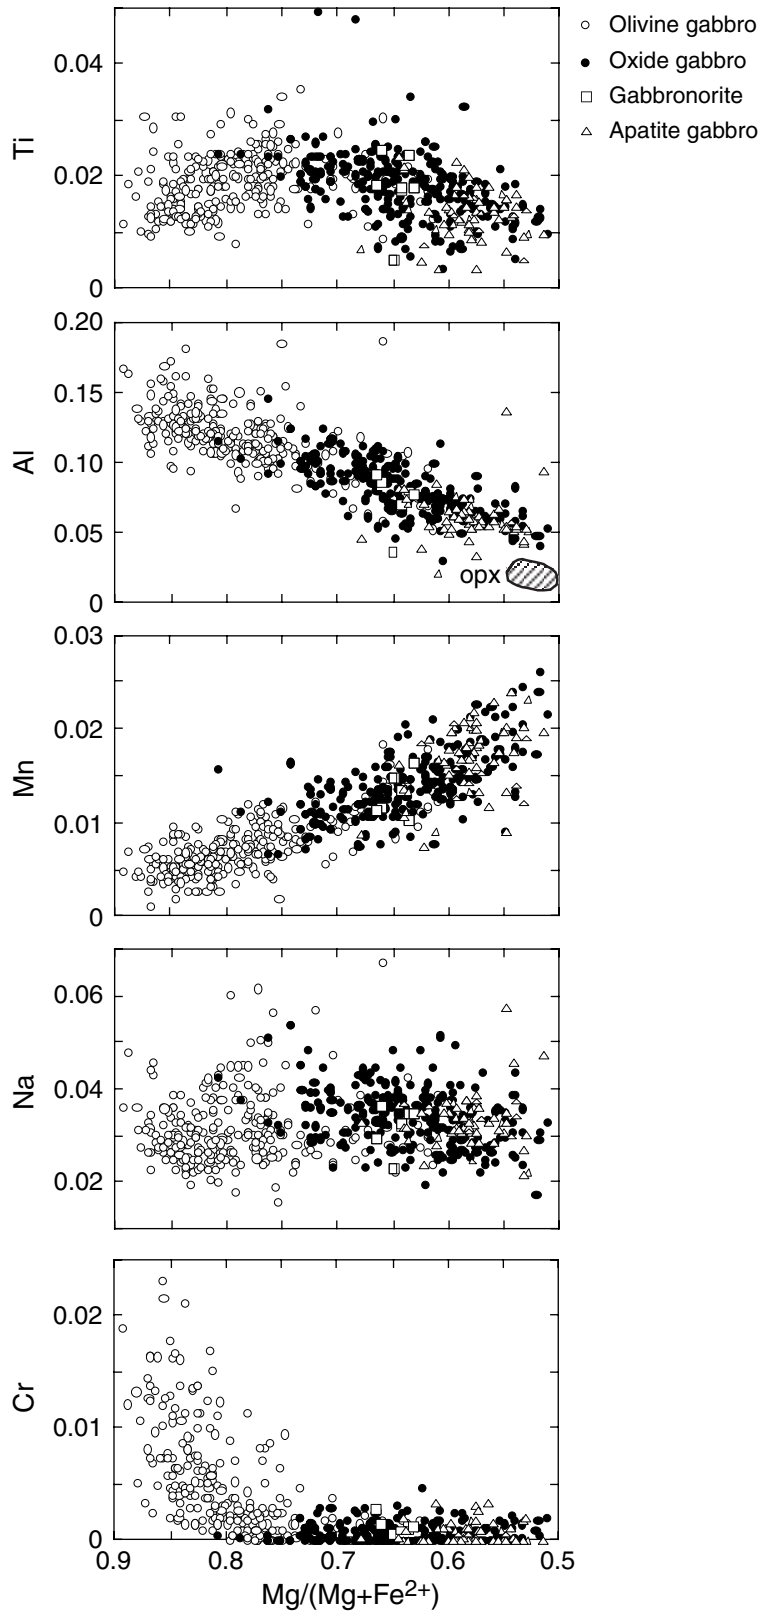 Olivine gabbro
Oxide gabbro
Gabbronorite
Apatite gabbro
0.04
Ti
0.02
0
0.20
0.15
Al
0.10
0.05
opx
0
0.03
0.02
Mn
0.01
0
0.06
Na
0.04
0.02
0.02
Cr
0.01
0
0.9 0.8 0.7 0.6 0.5
Mg/(Mg+Fe²⁺)